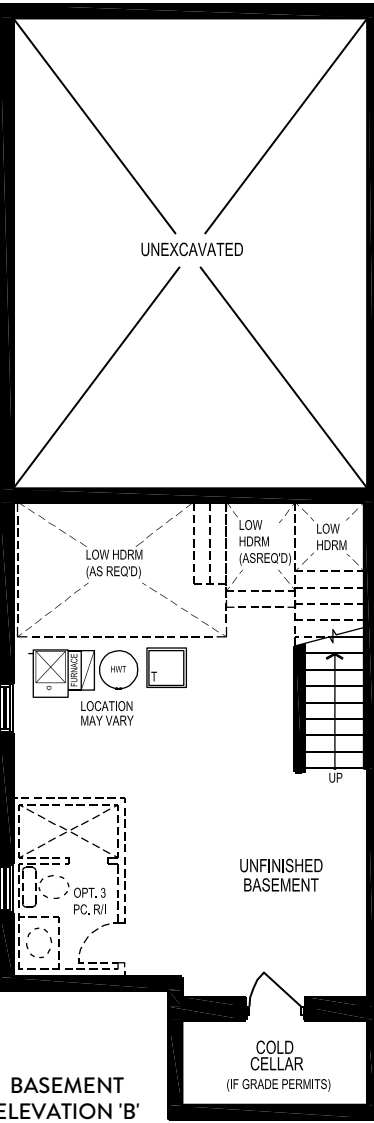 UNEXCAVATED
LOW HDRM
(AS REQ'D)
LOW
HDRM
(ASREQ'D)
LOW
HDRM
FURNACE
HWT
T
LOCATION
MAY VARY
UP
UNFINISHED
BASEMENT
OPT. 3
PC. R/I
COLD
CELLAR
(IF GRADE PERMITS)
BASEMENT
ELEVATION 'B'